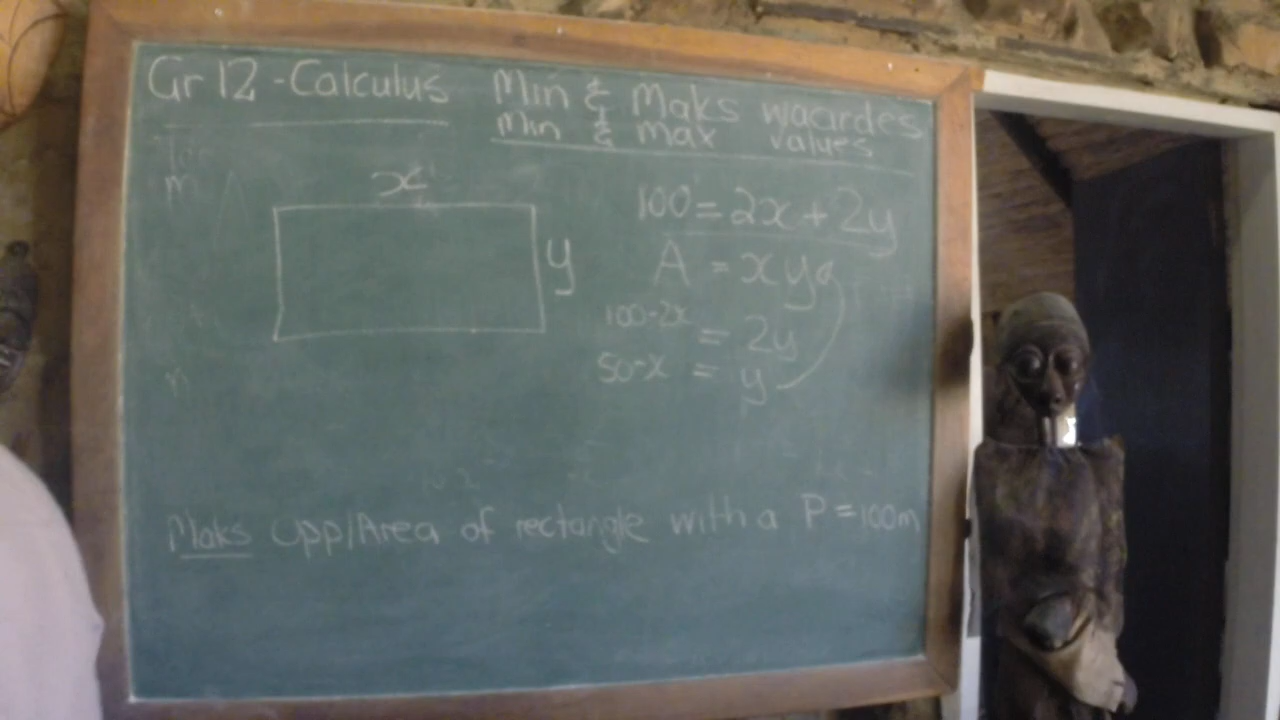 Gr 12 - Calculus
Min & Maks waardes
Min & max values
x
y
100 = 2x + 2y
A = xy
100-2x = 2y
50-x = y
Maks Opp/Area of rectangle with a P = 100m